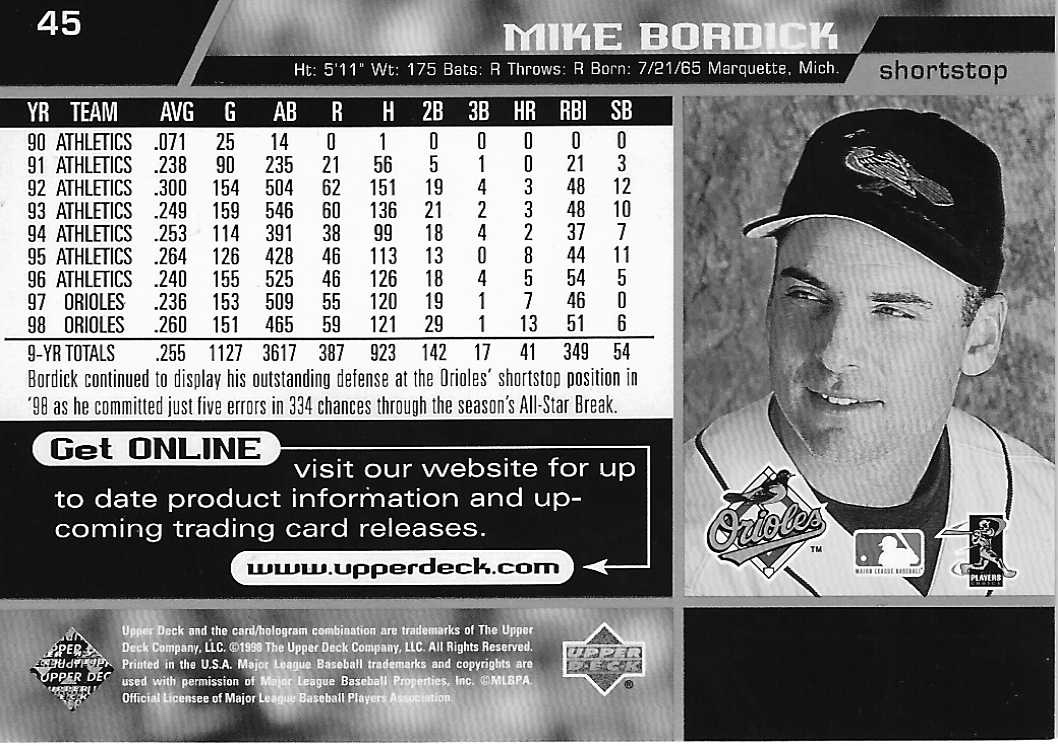 45
MIKE BORDICK
Ht: 5'11" Wt: 175 Bats: R Throws: R Born: 7/21/65 Marquette, Mich.
shortstop
YR TEAM AVG G AB R H 2B 3B HR RBI SB
90 ATHLETICS .071 25 14 0 1 0 0 0 0 0
91 ATHLETICS .238 90 235 21 56 5 1 0 21 3
92 ATHLETICS .300 154 504 62 151 19 4 3 48 12
93 ATHLETICS .249 159 546 60 136 21 2 3 48 10
94 ATHLETICS .253 114 391 38 99 18 4 2 37 7
95 ATHLETICS .264 126 428 46 113 13 0 8 44 11
96 ATHLETICS .240 155 525 46 126 18 4 5 54 5
97 ORIOLES .236 153 509 55 120 19 1 7 46 0
98 ORIOLES .260 151 465 59 121 29 1 13 51 6
9-YR TOTALS .255 1127 3617 387 923 142 17 41 349 54
Bordick continued to display his outstanding defense at the Orioles' shortstop position in
'98 as he committed just five errors in 334 chances through the season's All-Star Break.
Get ONLINE
visit our website for up
to date product information and up-
coming trading card releases.
www.upperdeck.com
Orioles
TM
MAJOR LEAGUE BASEBALL
PLAYERS
CHOICE
Upper Deck and the card/hologram combination are trademarks of The Upper
Deck Company, LLC. ©1998 The Upper Deck Company, LLC. All Rights Reserved.
Printed in the U.S.A. Major League Baseball trademarks and copyrights are
used with permission of Major League Baseball Properties, Inc. ©MLBPA.
Official Licensee of Major League Baseball Players Association.
UPPER DEC
UPPER
DECK
®